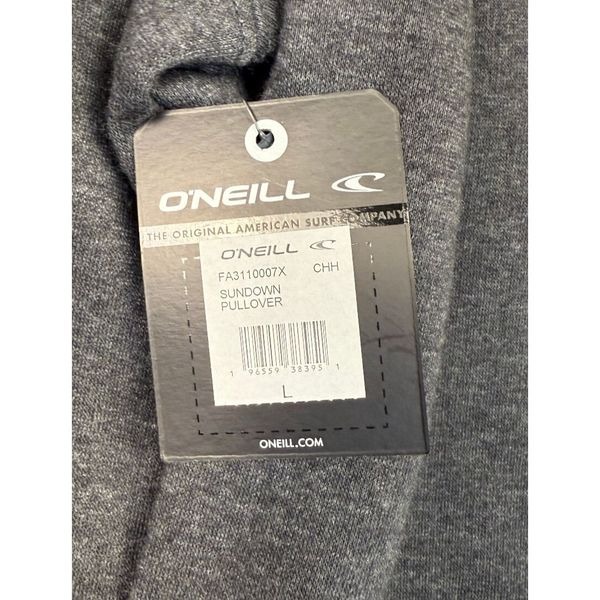 O'NEILL
THE ORIGINAL AMERICAN SURF COMPANY
O'NEILL
FA3110007X CHH
SUNDOWN
PULLOVER
1 96559 38395 1
L
ONEILL.COM